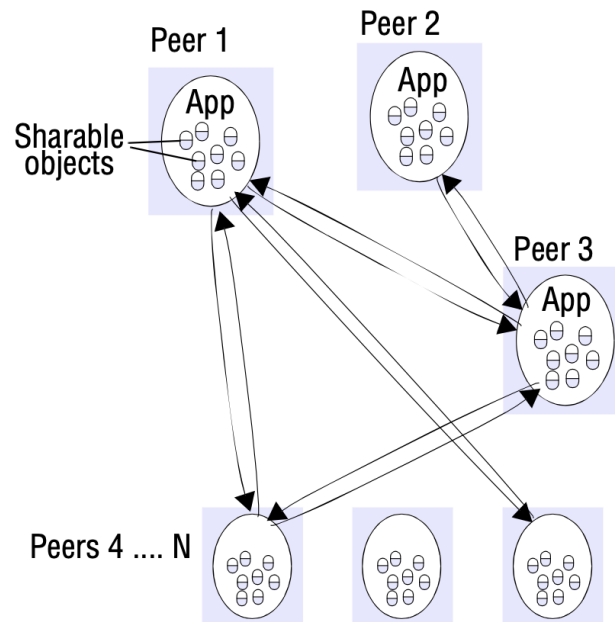 Peer 1
Peer 2
App
App
Sharable
objects
Peer 3
App
Peers 4 .... N